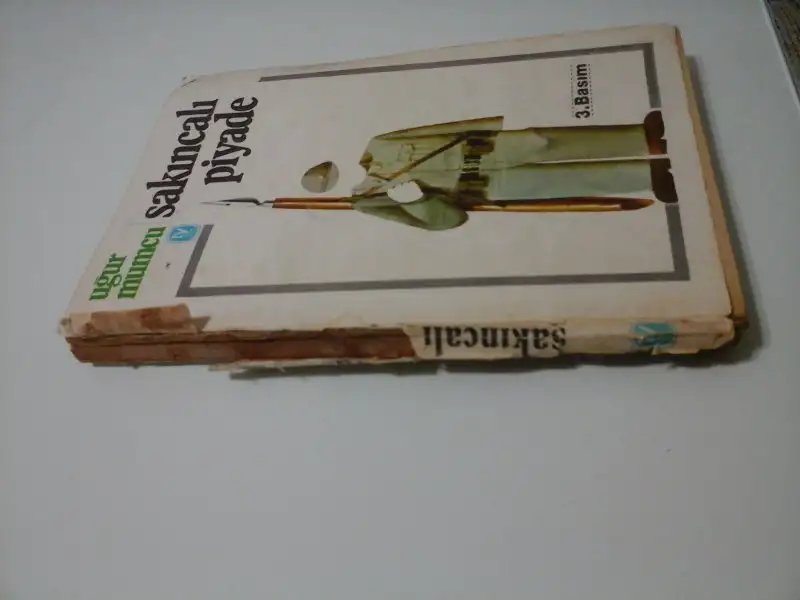 uğur
mumcu
sakıncalı
piyade
3. Basım
sakıncalı